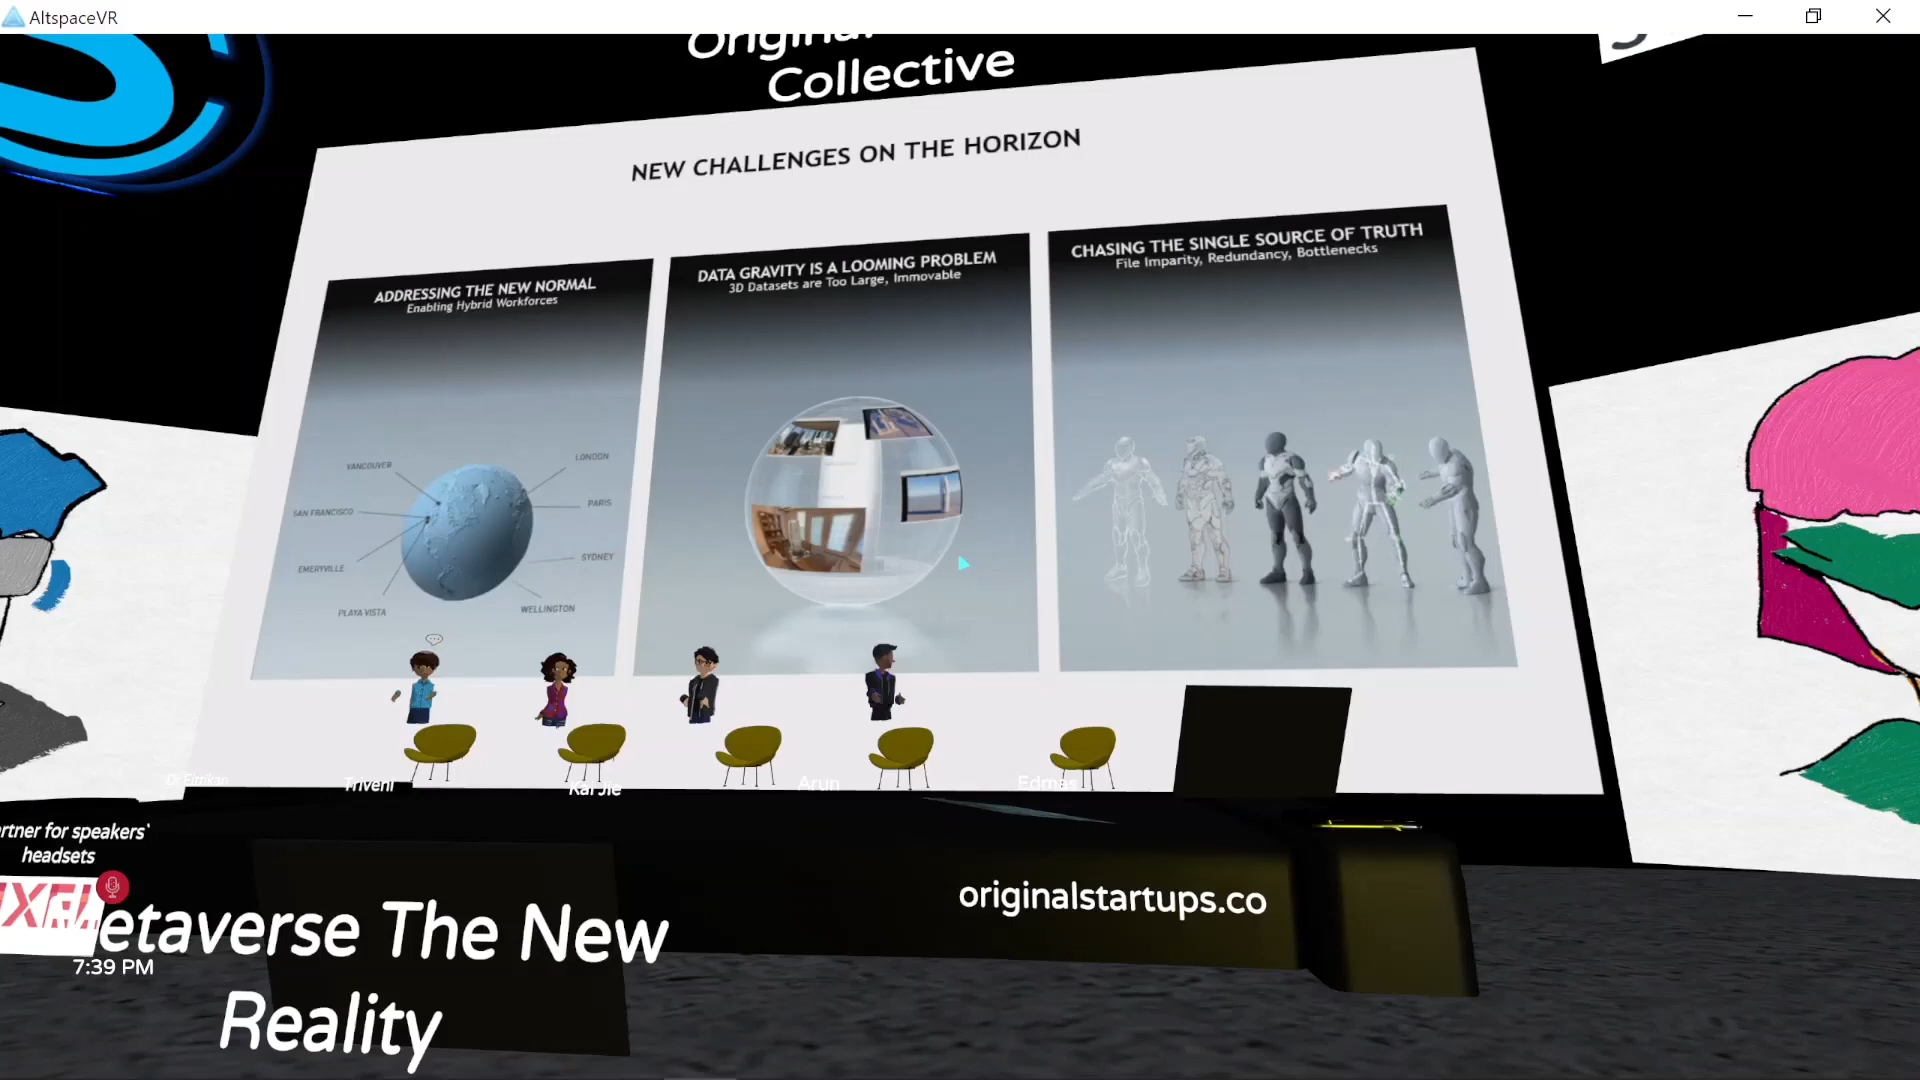 AltspaceVR
Collective
NEW CHALLENGES ON THE HORIZON
ADDRESSING THE NEW NORMAL
Enabling Hybrid Workforces
VANCOUVER
LONDON
SAN FRANCISCO
PARIS
EMERYVILLE
SYDNEY
PLAYA VISTA
WELLINGTON
DATA GRAVITY IS A LOOMING PROBLEM
3D Datasets are Too Large, Immovable
CHASING THE SINGLE SOURCE OF TRUTH
File Imparity, Redundancy, Bottlenecks
Triveni
Kai Jie
Arun
Edmas
rtner for speakers`
headsets
etaverse The New
Reality
7:39 PM
originalstartups.co